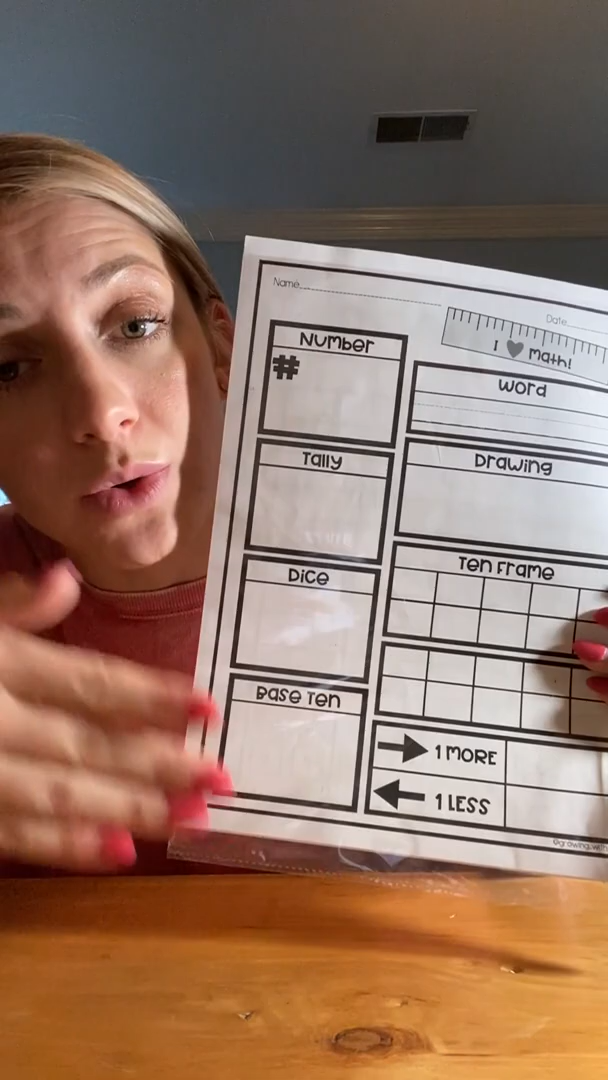 Name
Date
I ♥ math!
Number
#
Word
Tally
Drawing
Dice
Ten Frame
Base Ten
1 MORE
1 LESS